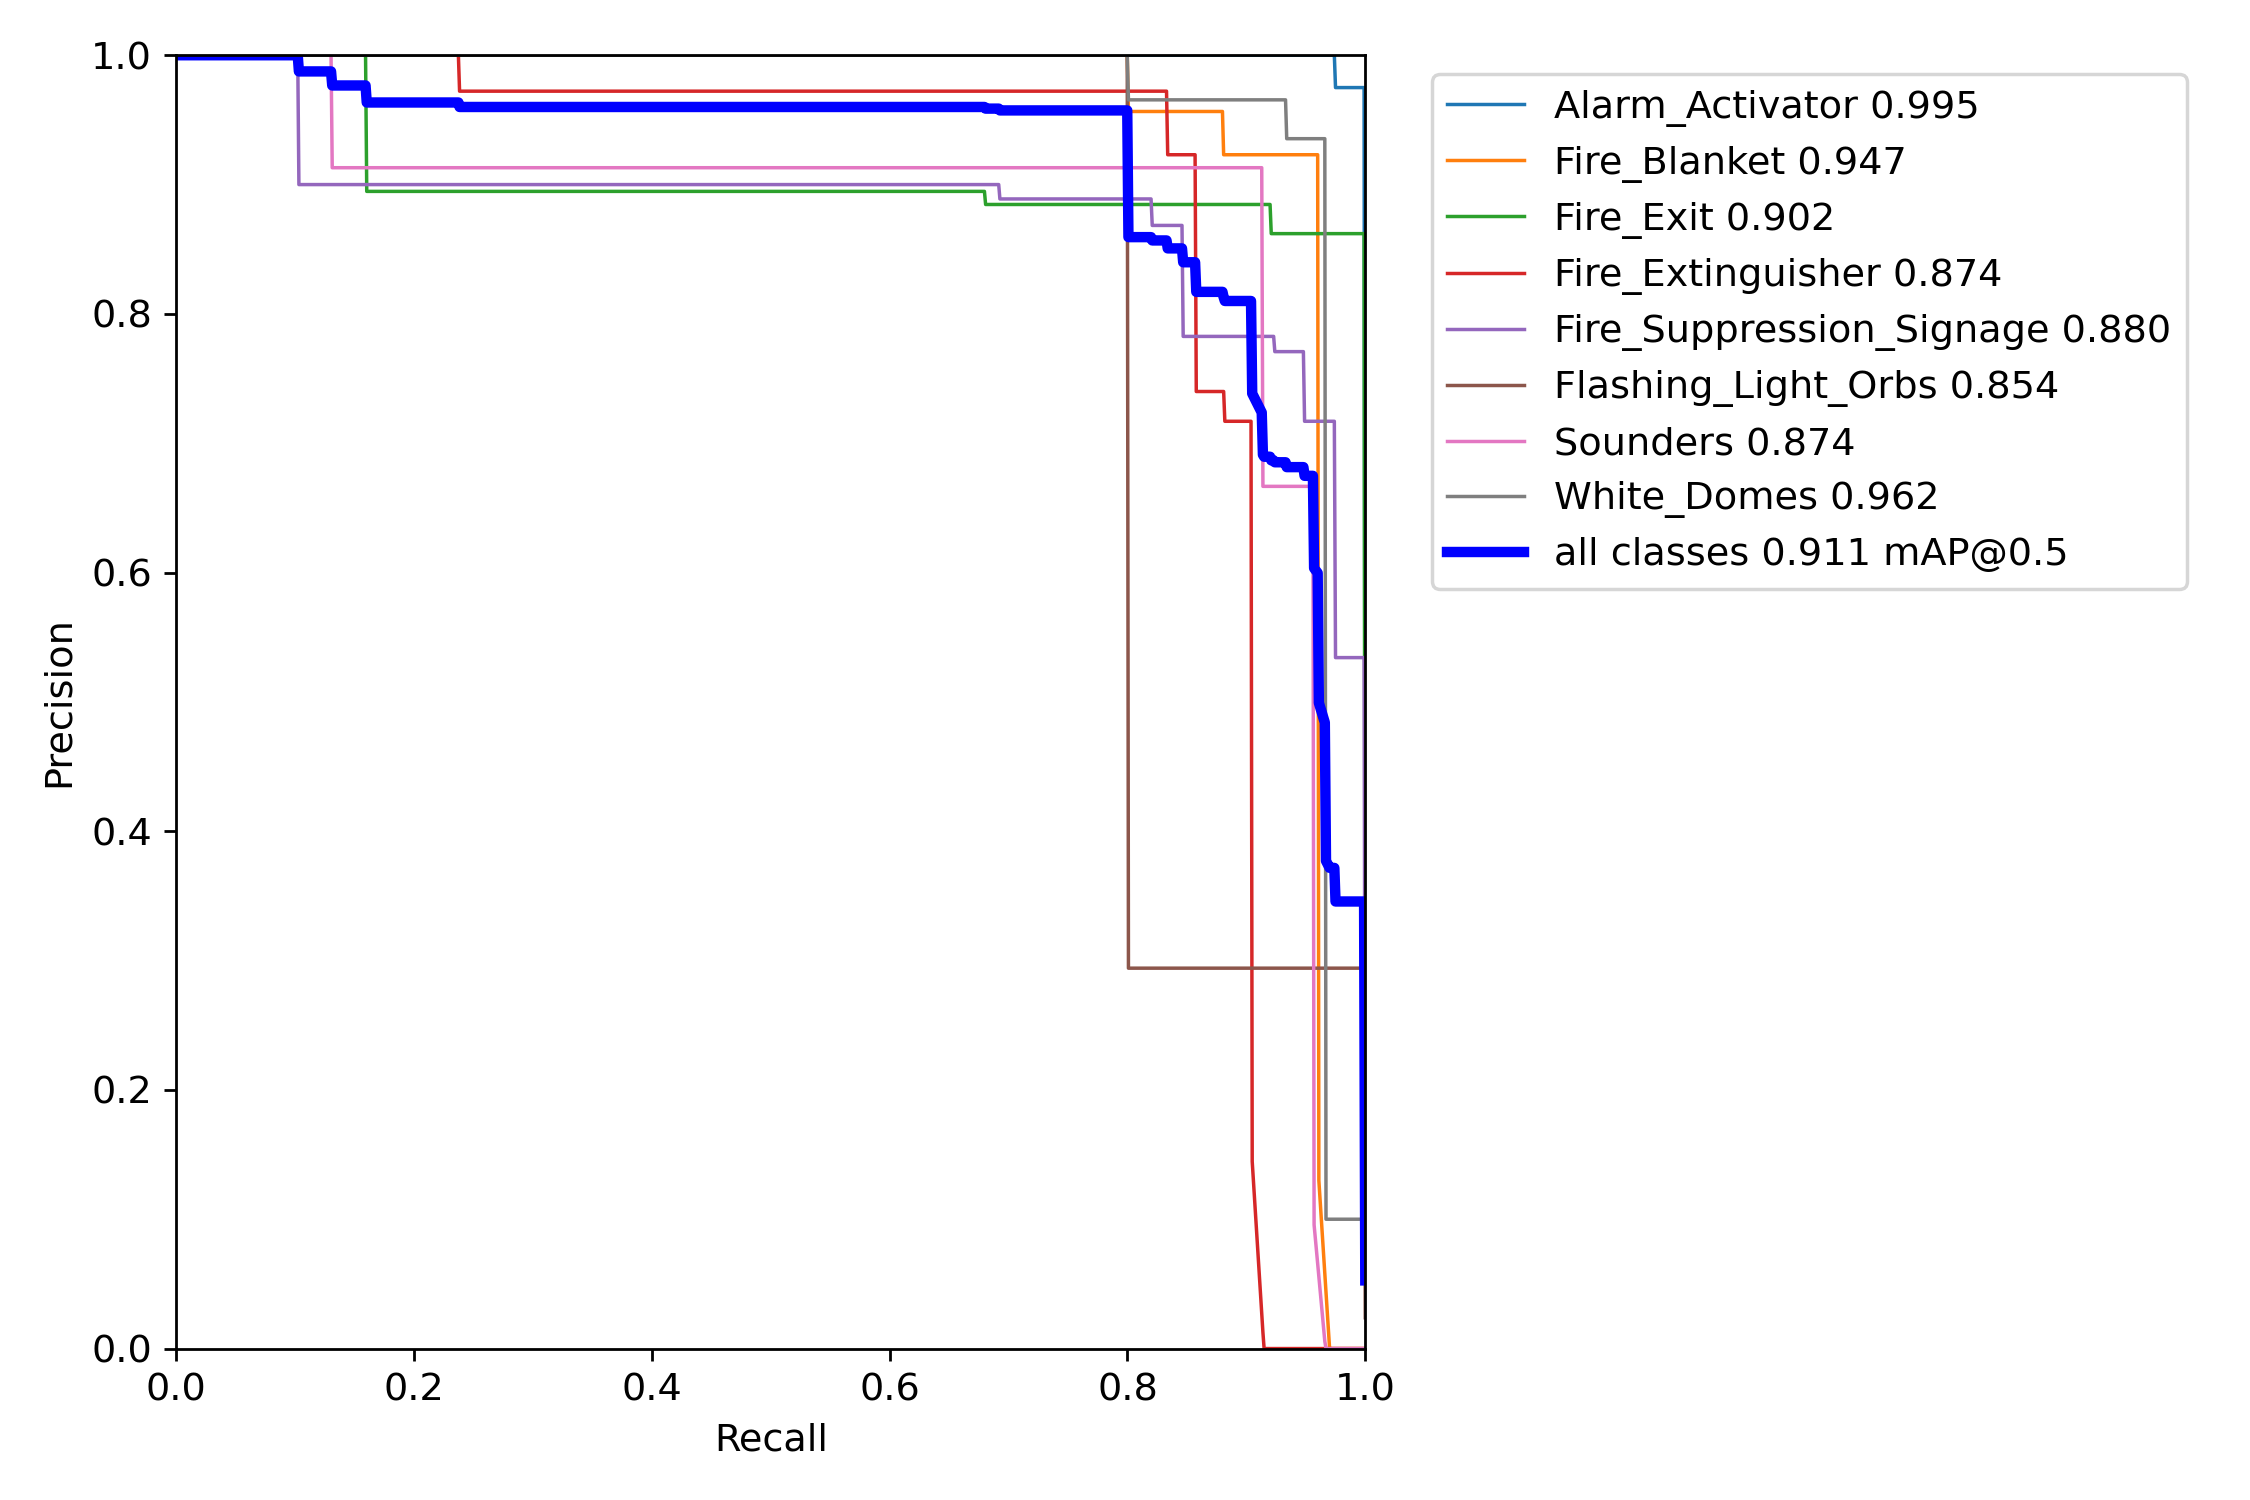 1.0
0.8
0.6
0.4
0.2
0.0
Precision
0.0 0.2 0.4 0.6 0.8 1.0
Recall
Alarm_Activator 0.995
Fire_Blanket 0.947
Fire_Exit 0.902
Fire_Extinguisher 0.874
Fire_Suppression_Signage 0.880
Flashing_Light_Orbs 0.854
Sounders 0.874
White_Domes 0.962
all classes 0.911 mAP@0.5